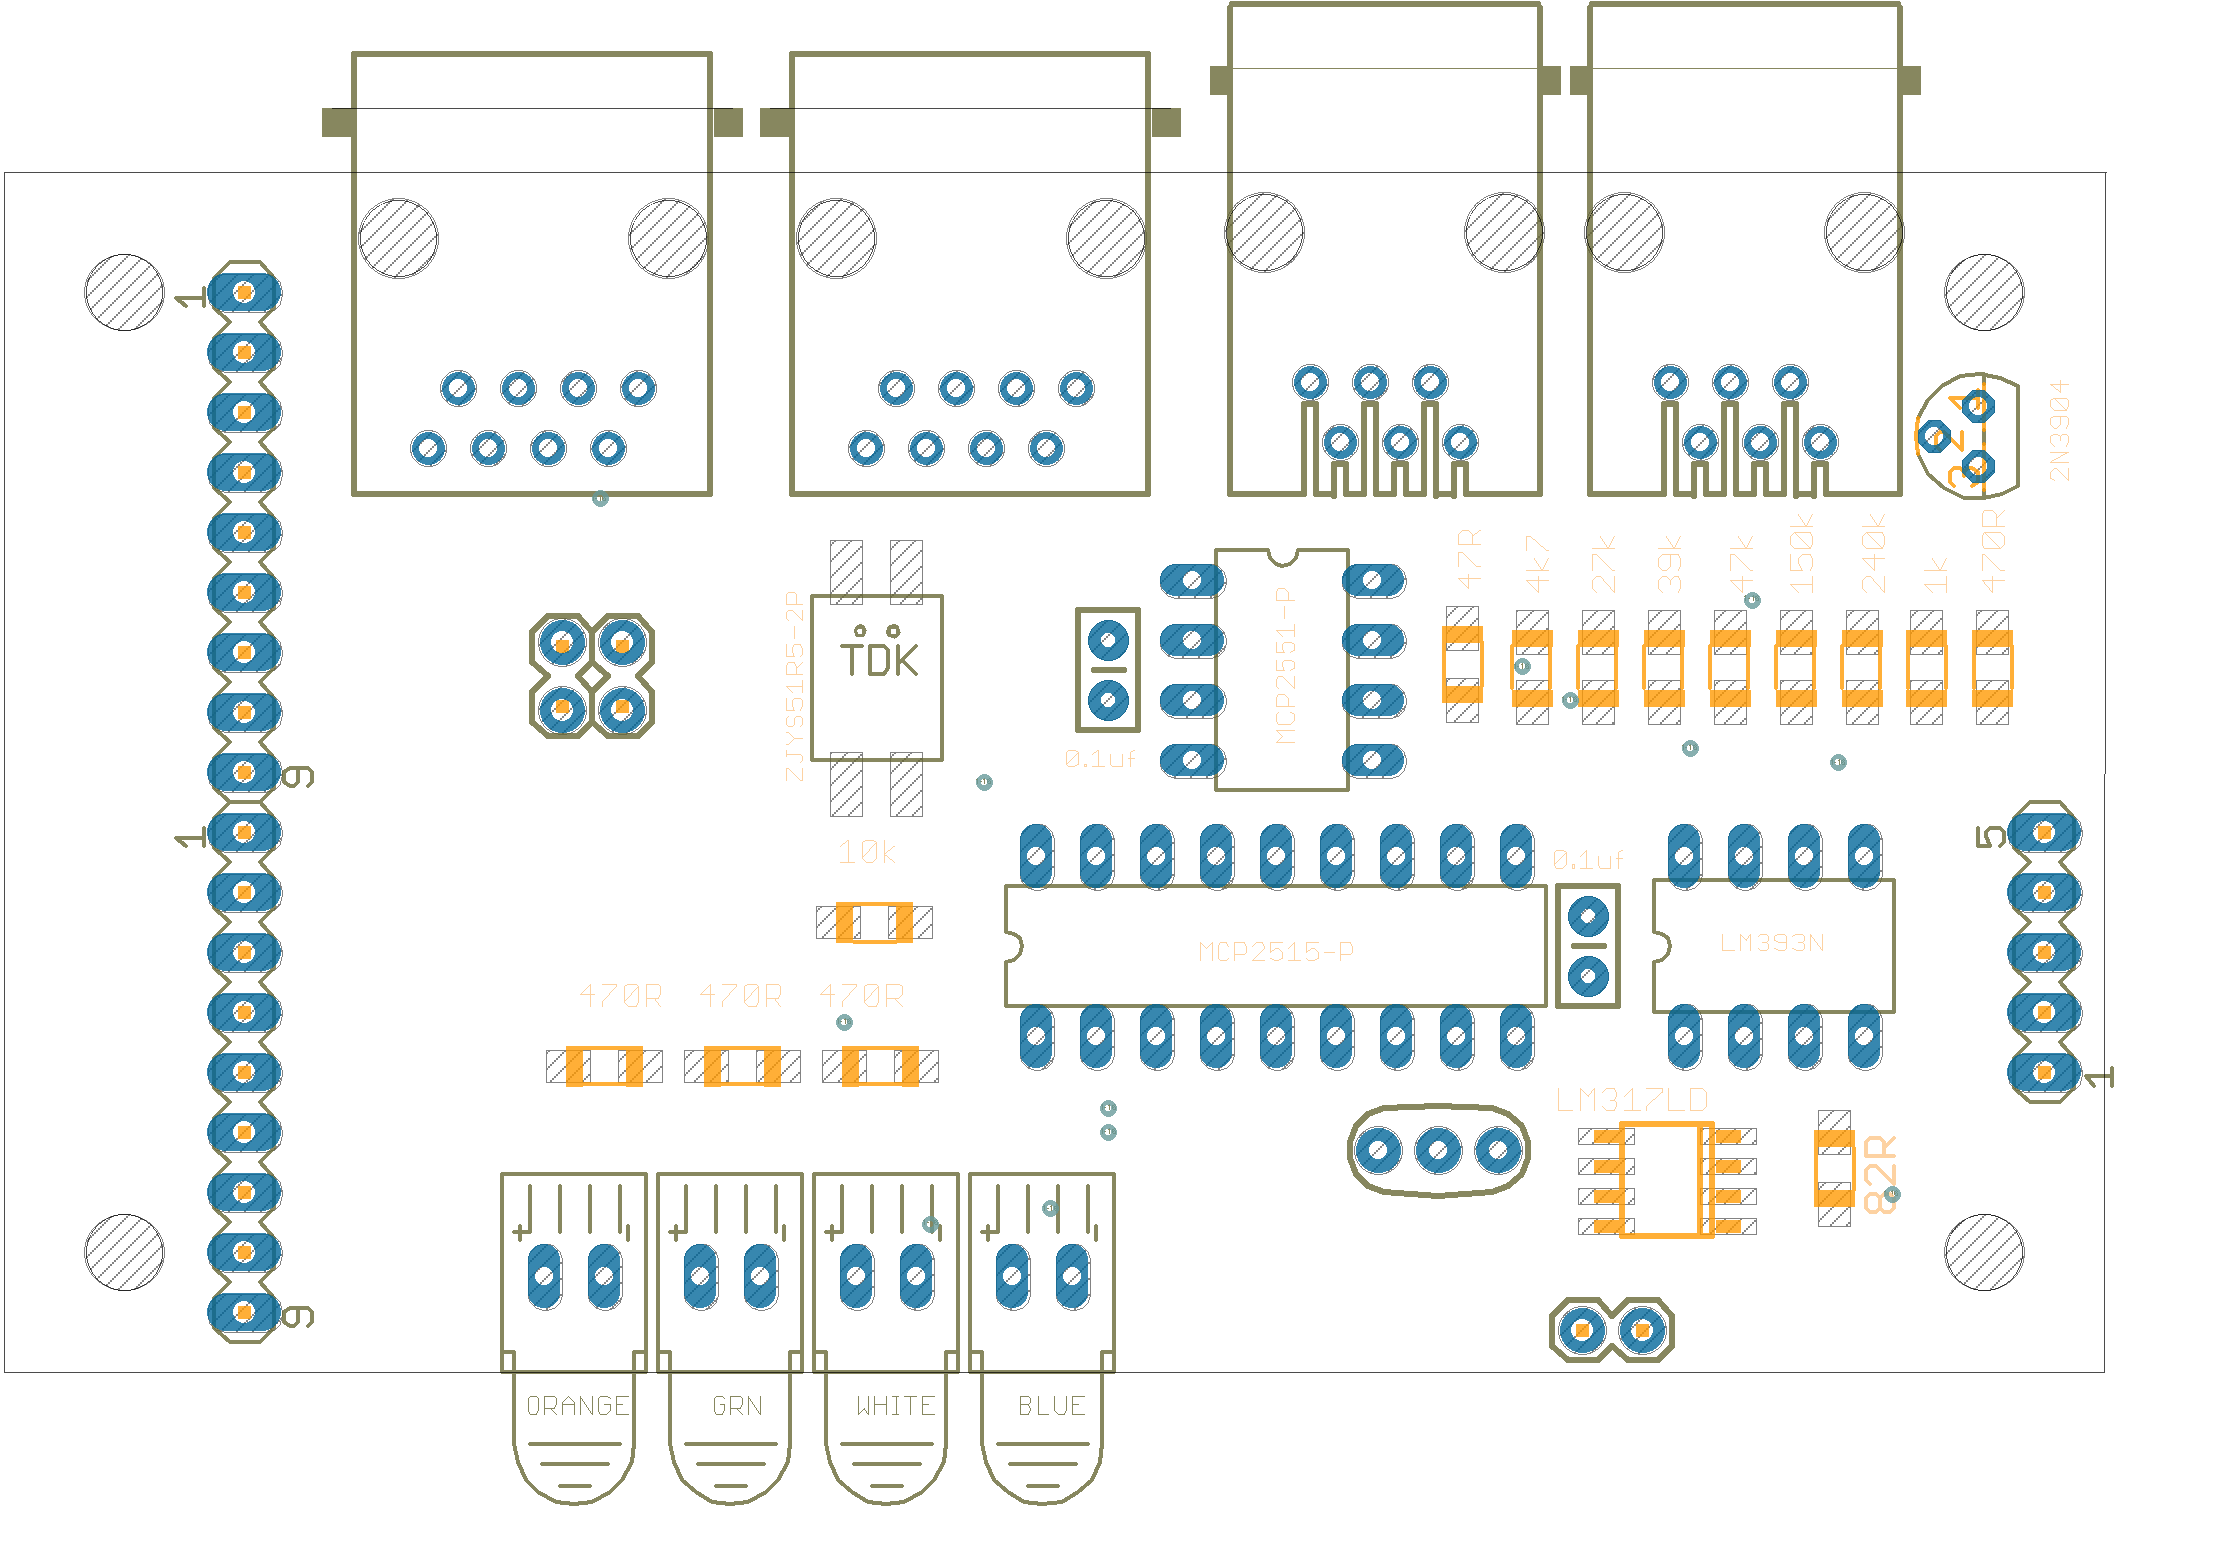 1
2N3904
4
2
3
47R
4k7
27k
39k
47k
150k
240k
1k
470R
ZJYS51R5-2P
TDK
MCP2551-P
0.1uf
9
1
5
10k
0.1uf
MCP2515-P
LM393N
470R
470R
470R
1
LM317LD
82R
+
-
+
-
+
-
+
-
9
ORANGE
GRN
WHITE
BLUE